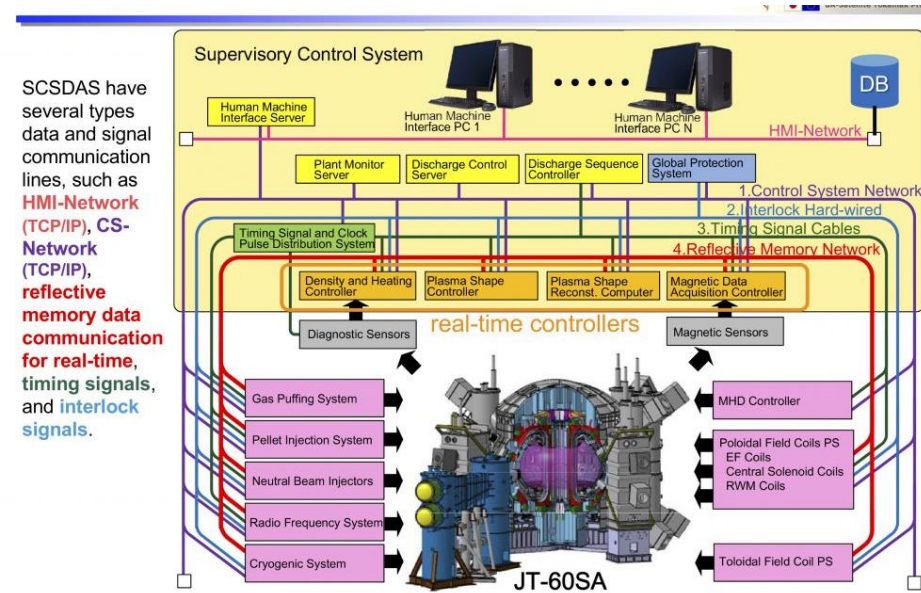 Supervisory Control System
SCSDAS have
several types
data and signal
communication
lines, such as
HMI-Network
(TCP/IP), CS-
Network
(TCP/IP),
reflective
memory data
communication
for real-time,
timing signals,
and interlock
signals.
Human Machine
Interface Server
Human Machine
Interface PC 1
Human Machine
Interface PC N
DB
HMI-Network
Plant Monitor
Server
Discharge Control
Server
Discharge Sequence
Controller
Global Protection
System
1.Control System Network
2.Interlock Hard-wired
3.Timing Signal Cables
4.Reflective Memory Network
Timing Signal and Clock
Pulse Distribution System
Density and Heating
Controller
Plasma Shape
Controller
Plasma Shape
Reconst. Computer
Magnetic Data
Acquisition Controller
real-time controllers
Diagnostic Sensors
Magnetic Sensors
Gas Puffing System
Pellet Injection System
Neutral Beam Injectors
Radio Frequency System
Cryogenic System
MHD Controller
Poloidal Field Coils PS
EF Coils
Central Solenoid Coils
RWM Coils
Toloidal Field Coil PS
JT-60SA